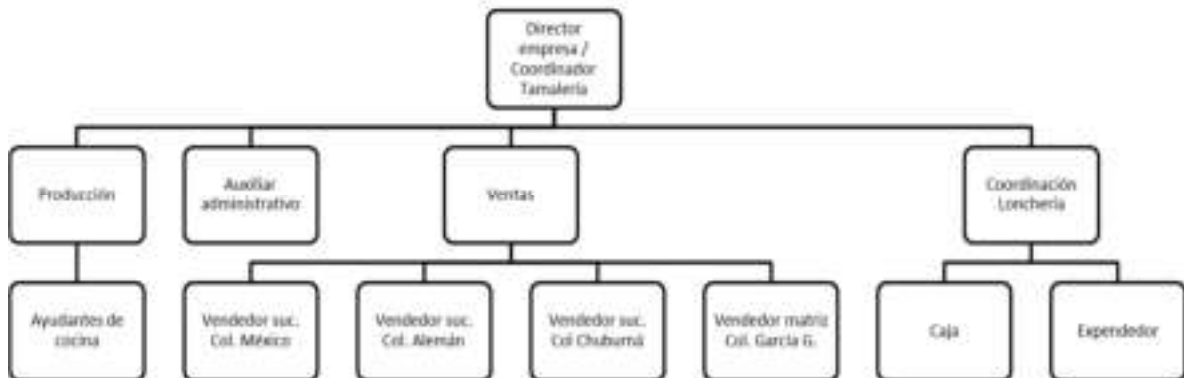 Director
empresa /
Coordinador
Tamalería
Producción
Auxiliar
administrativo
Ventas
Coordinación
Lonchería
Ayudantes de
cocina
Vendedor suc.
Col. México
Vendedor suc.
Col. Alemán
Vendedor suc.
Col Chuburná
Vendedor matriz
Col. García G.
Caja
Expendedor